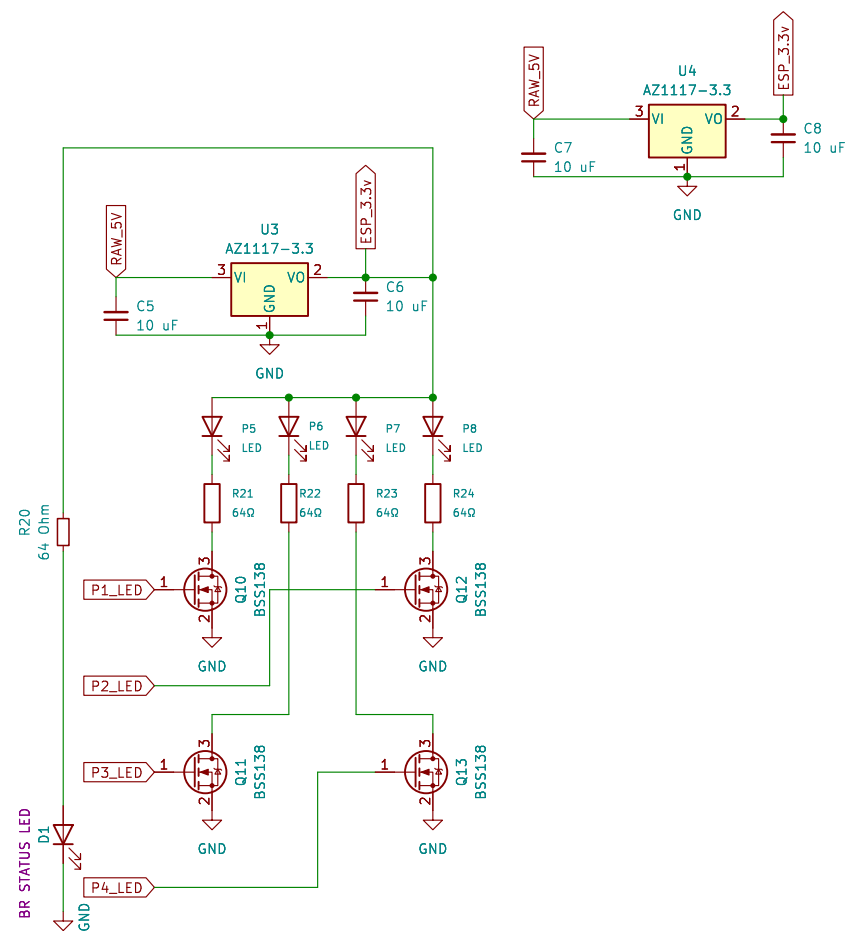 RAW_5V
U4
AZ1117-3.3
ESP_3.3v
3
VI
VO
2
GND
1
C7
10 uF
C8
10 uF
GND
RAW_5V
U3
AZ1117-3.3
ESP_3.3v
3
VI
VO
2
GND
1
C5
10 uF
C6
10 uF
GND
P5
LED
P6
LED
P7
LED
P8
LED
R21
64Ω
R22
64Ω
R23
64Ω
R24
64Ω
R20
64 Ohm
P1_LED
1
3
2
Q10
BSS138
GND
1
3
2
Q12
BSS138
GND
P2_LED
P3_LED
1
3
2
Q11
BSS138
GND
1
3
2
Q13
BSS138
GND
BR STATUS LED
D1
P4_LED
GND